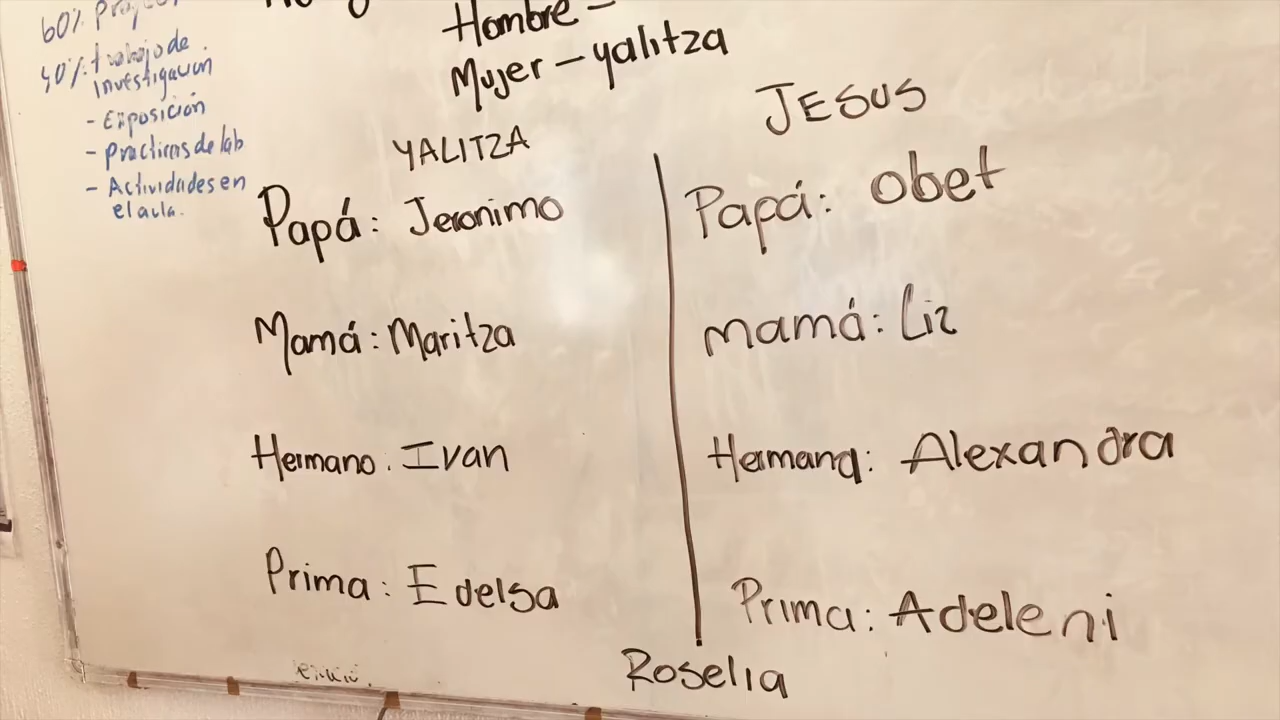 60%
40% trabajo de
investigación
- Exposición
- Practicas de lab
- Actividades en
el aula.
Hombre -
Mujer - yalitza
YALITZA
Papá: Jeronimo
Mamá: Maritza
Hermano. Ivan
Prima: Edelsa
JESUS
Papá: Obet
mamá: Liz
Hermana: Alexandra
Prima: Adeleni
Roselia